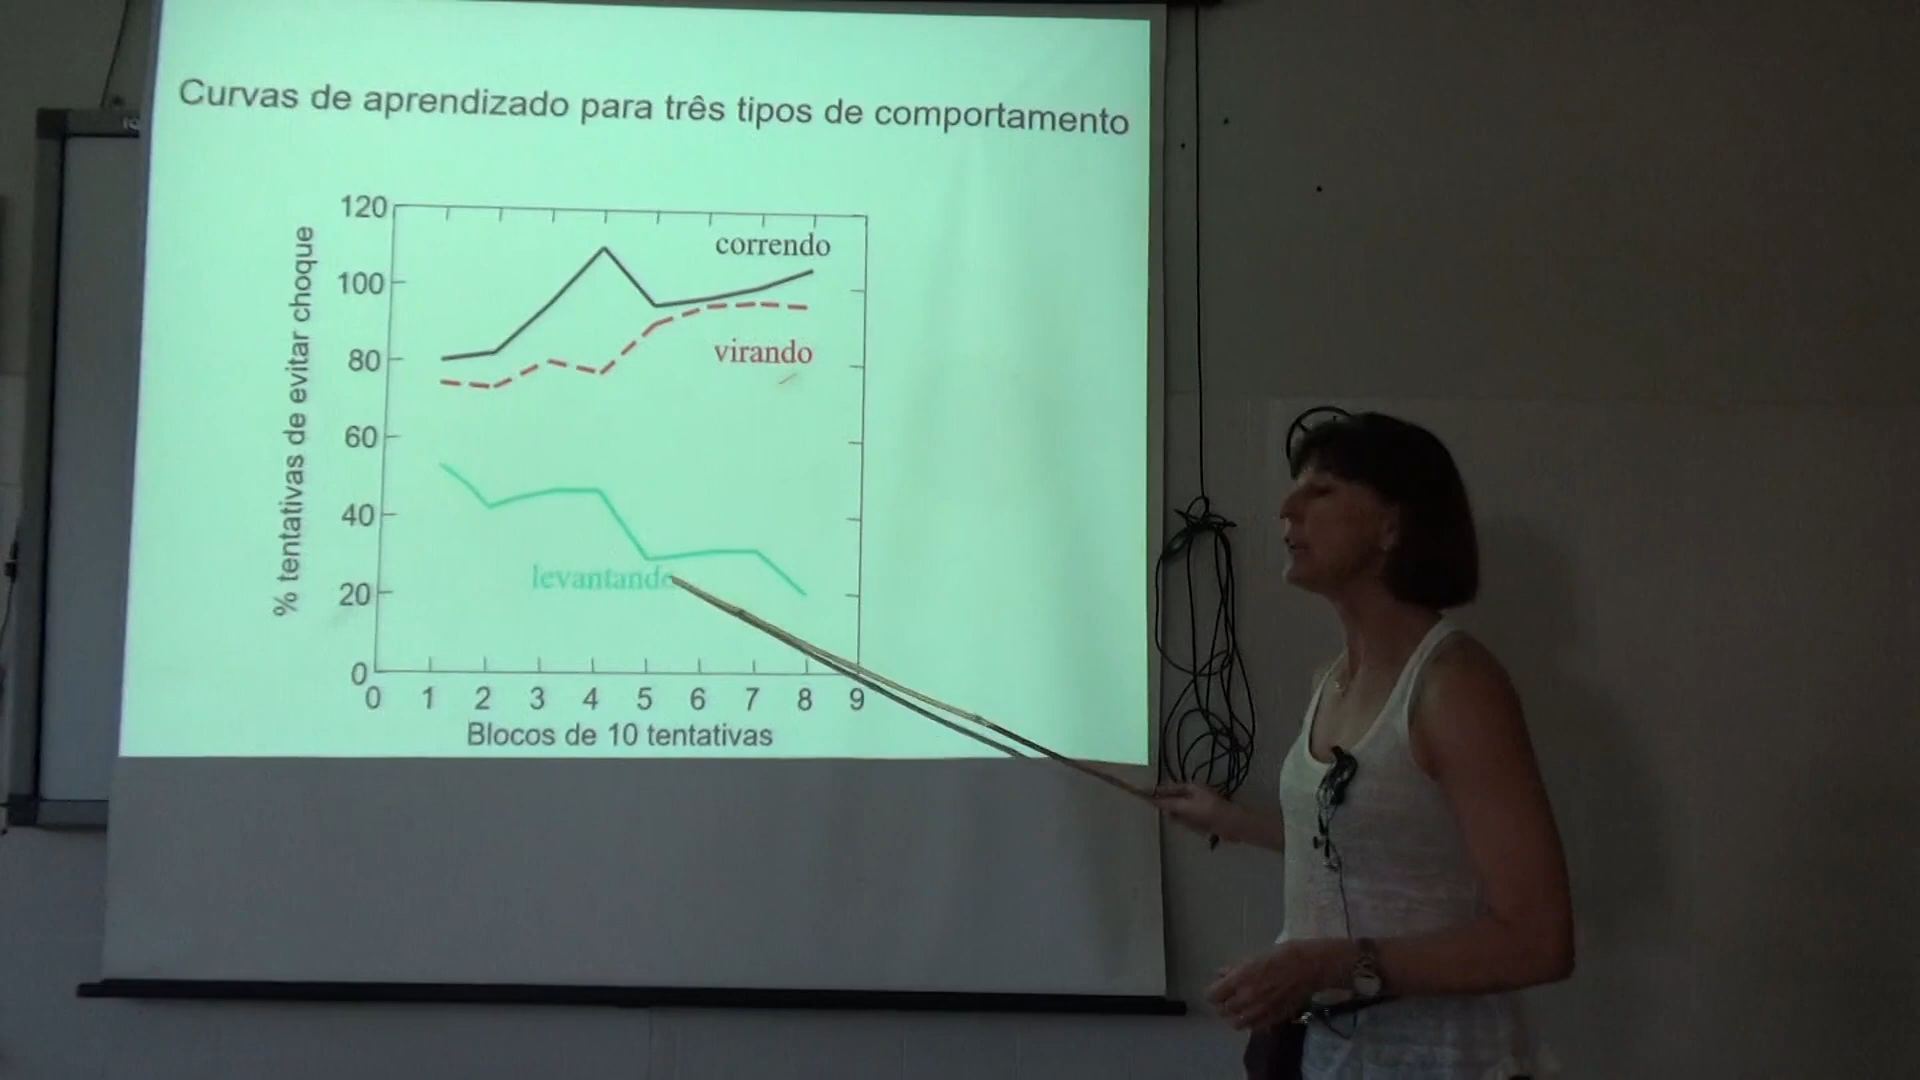 Curvas de aprendizado para três tipos de comportamento
% tentativas de evitar choque
120
100
80
60
40
20
0
correndo
virando
levantando
0 1 2 3 4 5 6 7 8 9
Blocos de 10 tentativas